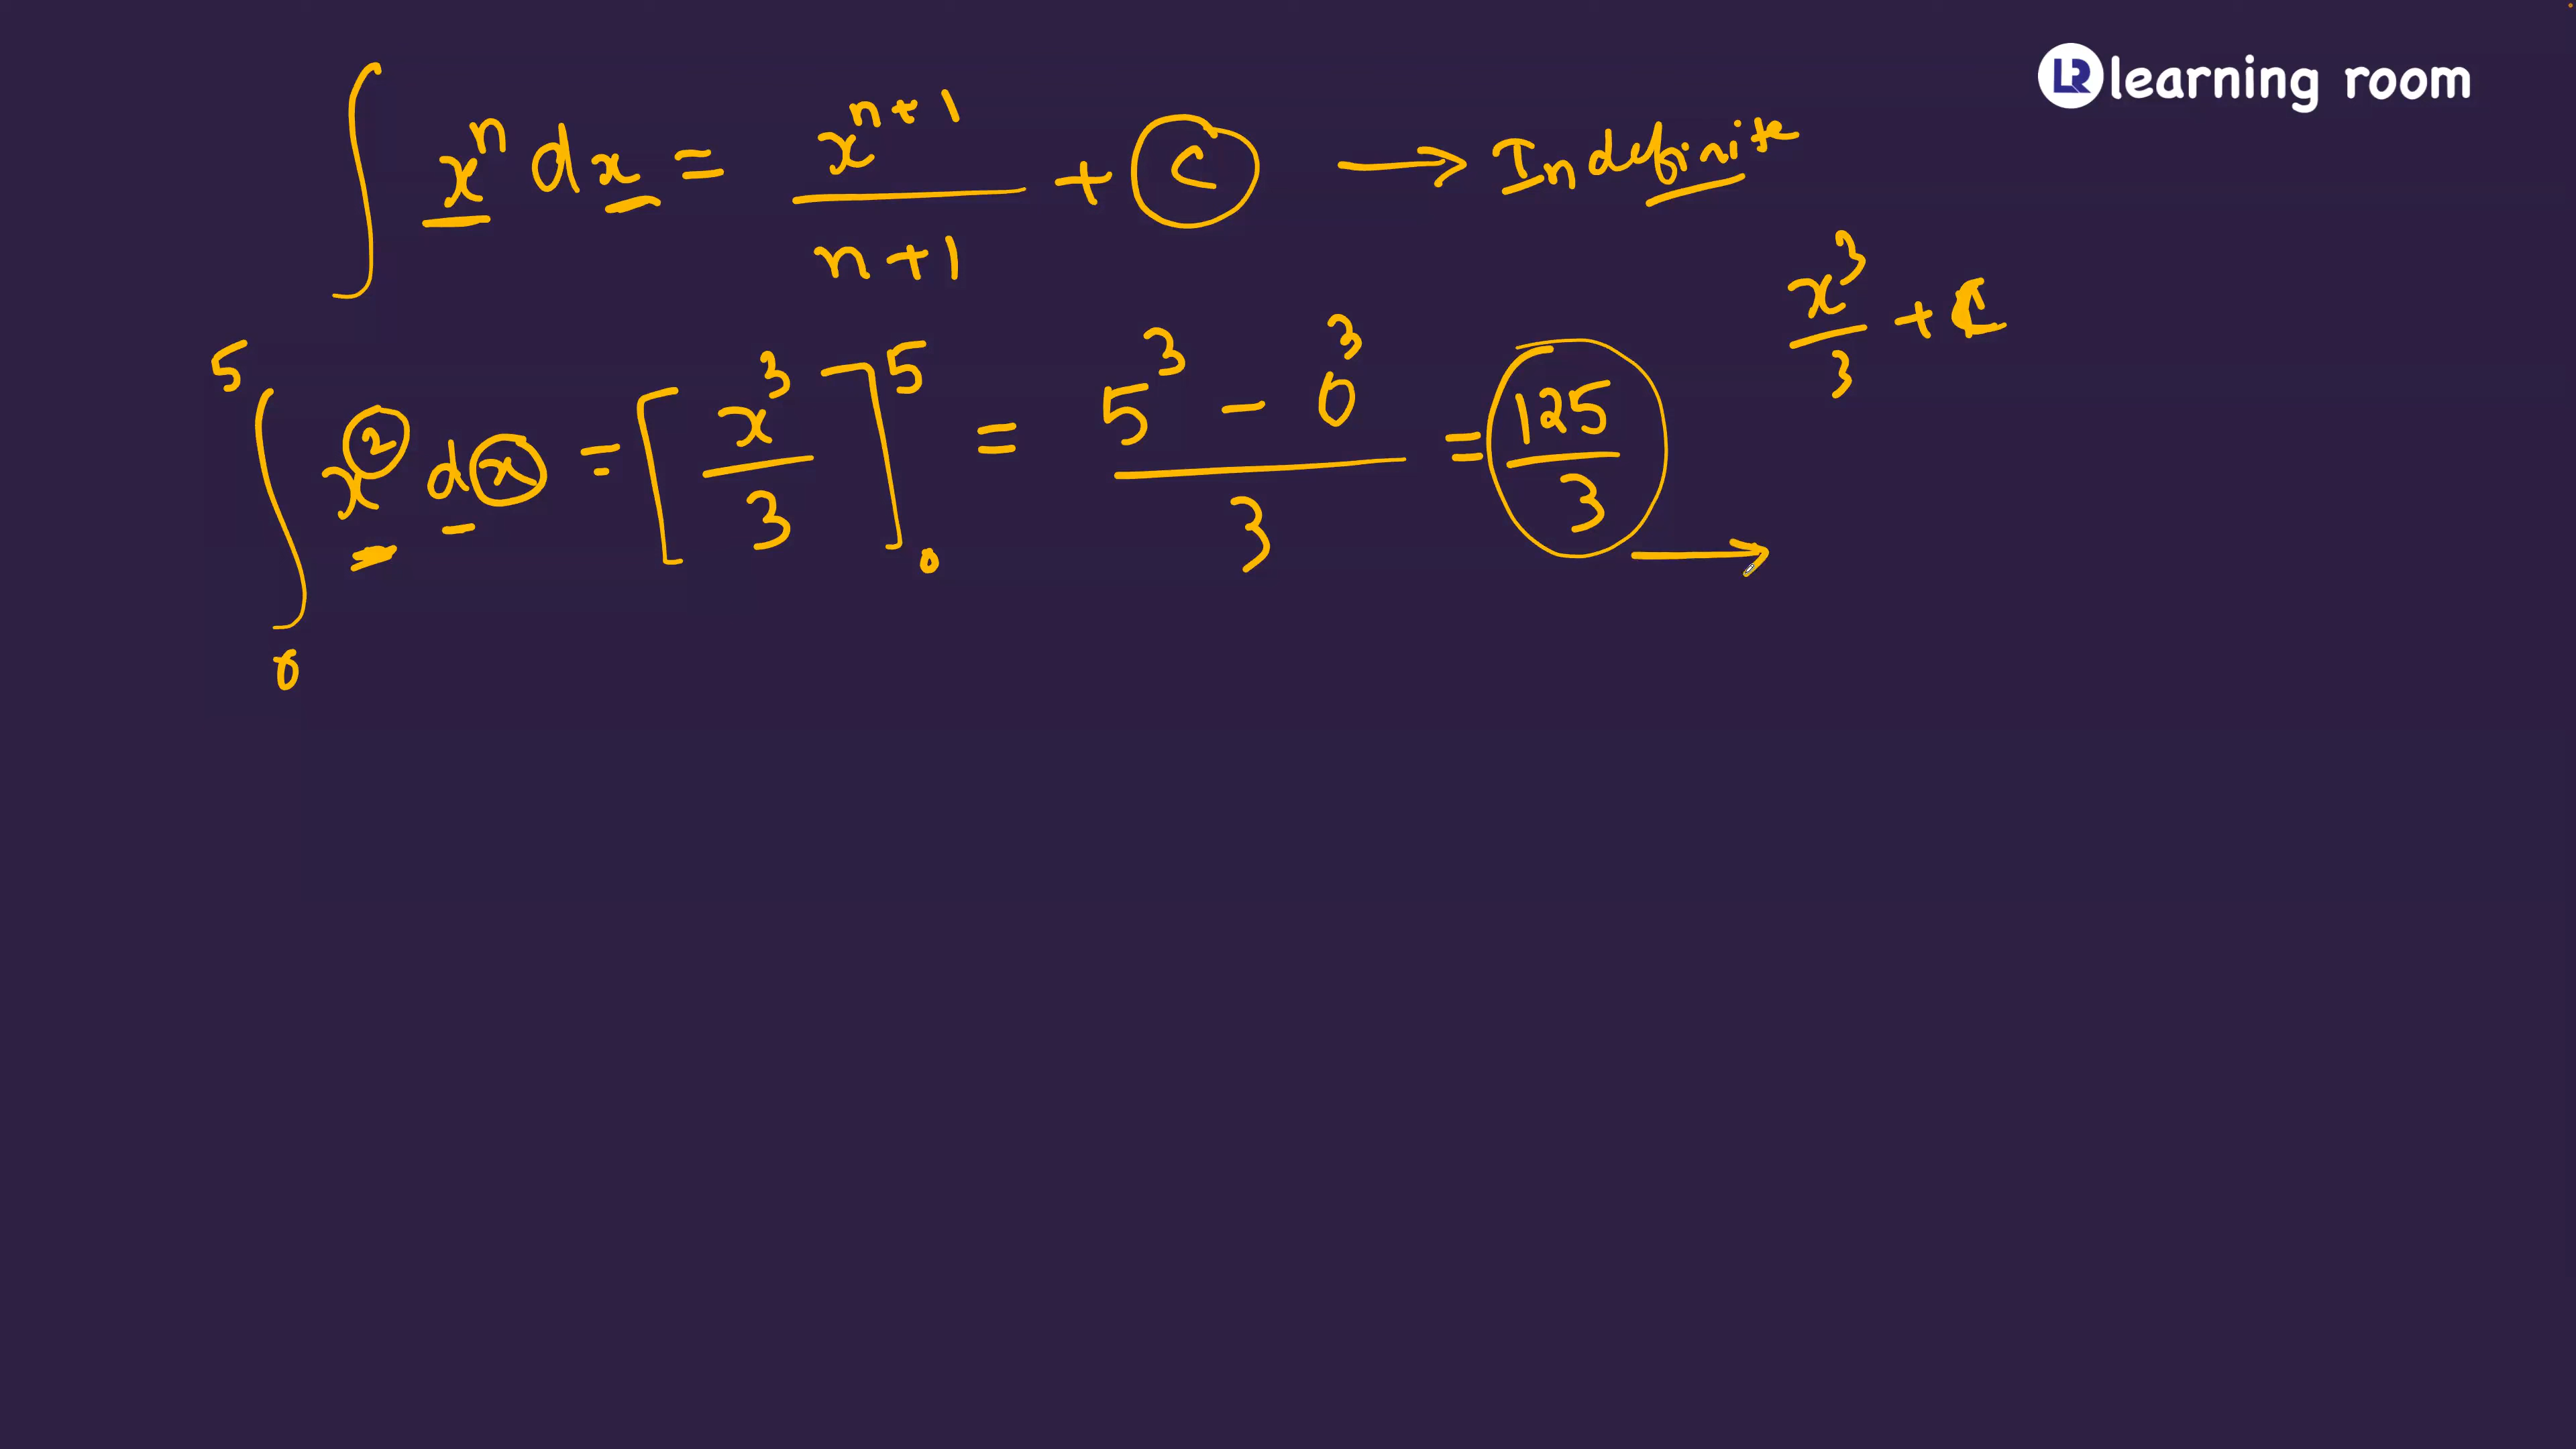 LR learning room
∫ xⁿ dx = xⁿ⁺¹/n+1 + C → Indefinite
x³/3 + C
∫₀⁵ x² dx = [x³/3]₀⁵ = 5³ - 0³/3 = 125/3 →